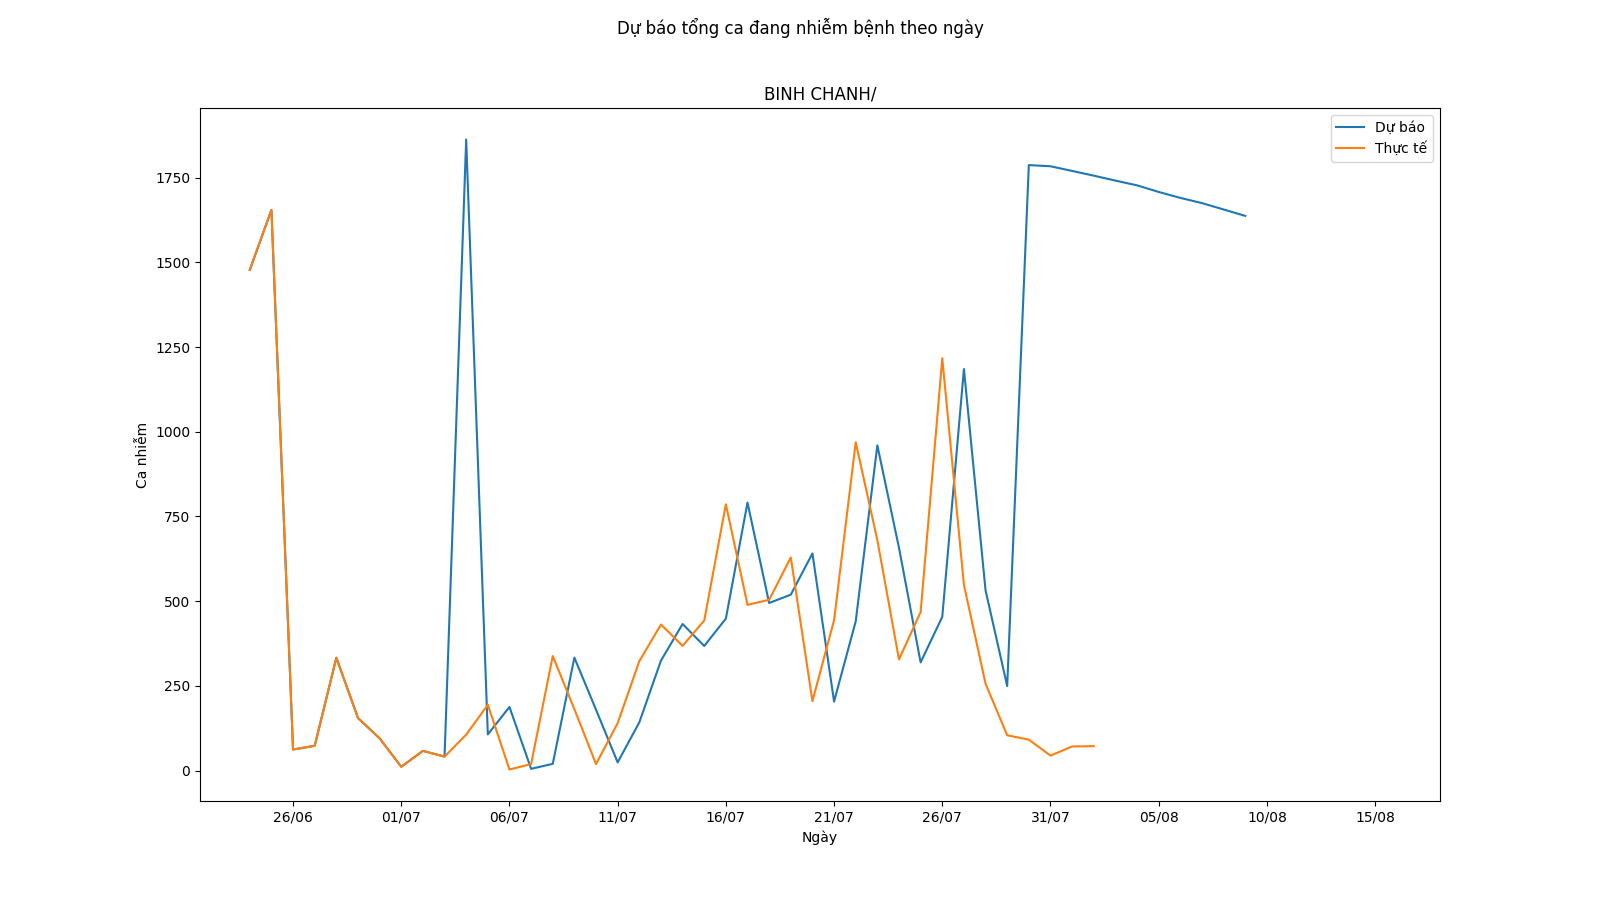 Dự báo tổng ca đang nhiễm bệnh theo ngày
BINH CHANH/
Dự báo
Thực tế
1750
1500
1250
1000
750
500
250
0
Ca nhiễm
26/06 01/07 06/07 11/07 16/07 21/07 26/07 31/07 05/08 10/08 15/08
Ngày